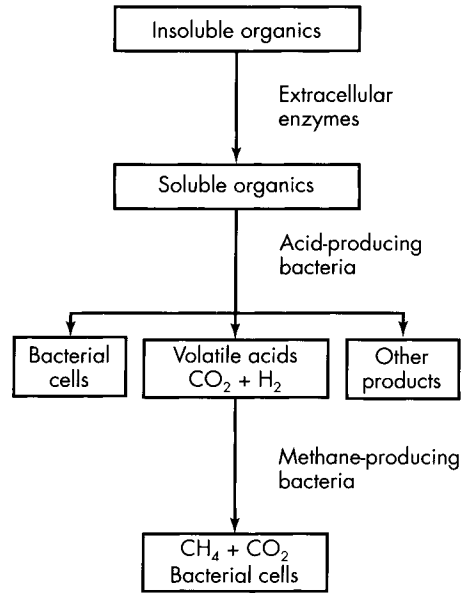 Insoluble organics
Extracellular
enzymes
Soluble organics
Acid-producing
bacteria
Bacterial
cells
Volatile acids
CO₂ + H₂
Other
products
Methane-producing
bacteria
CH₄ + CO₂
Bacterial cells